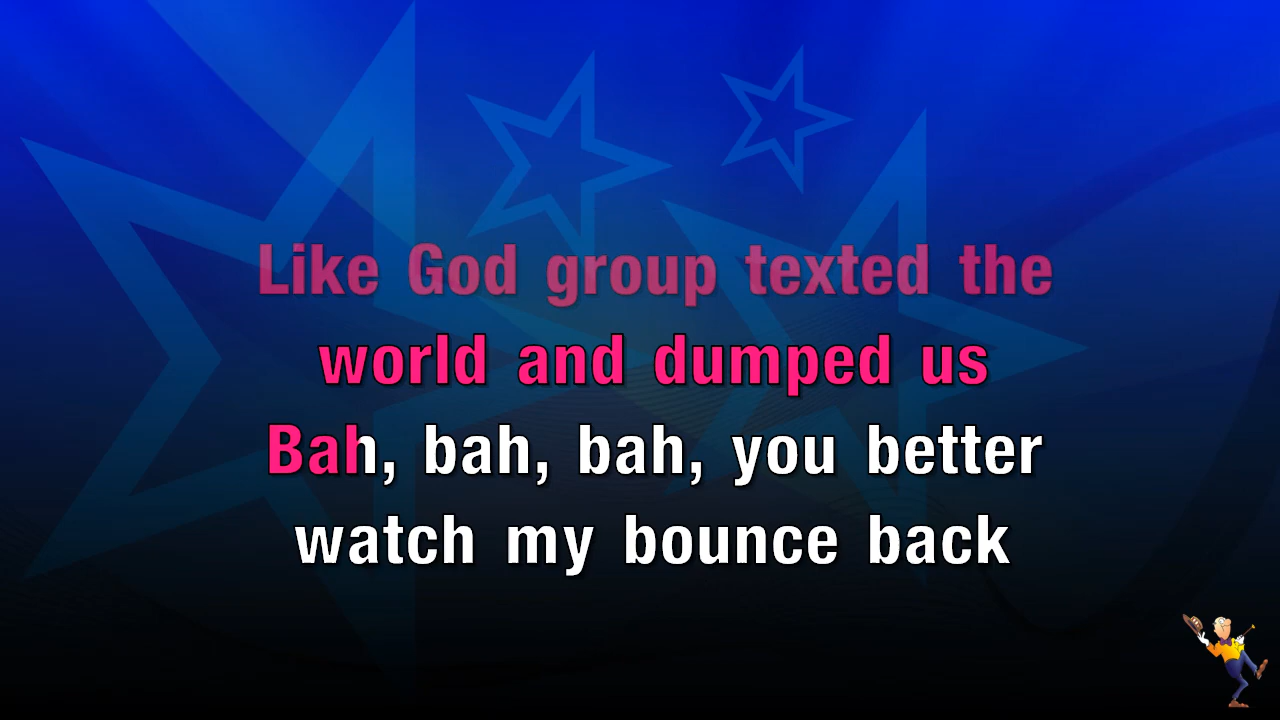 Like God group texted the
world and dumped us
Bah, bah, bah, you better
watch my bounce back